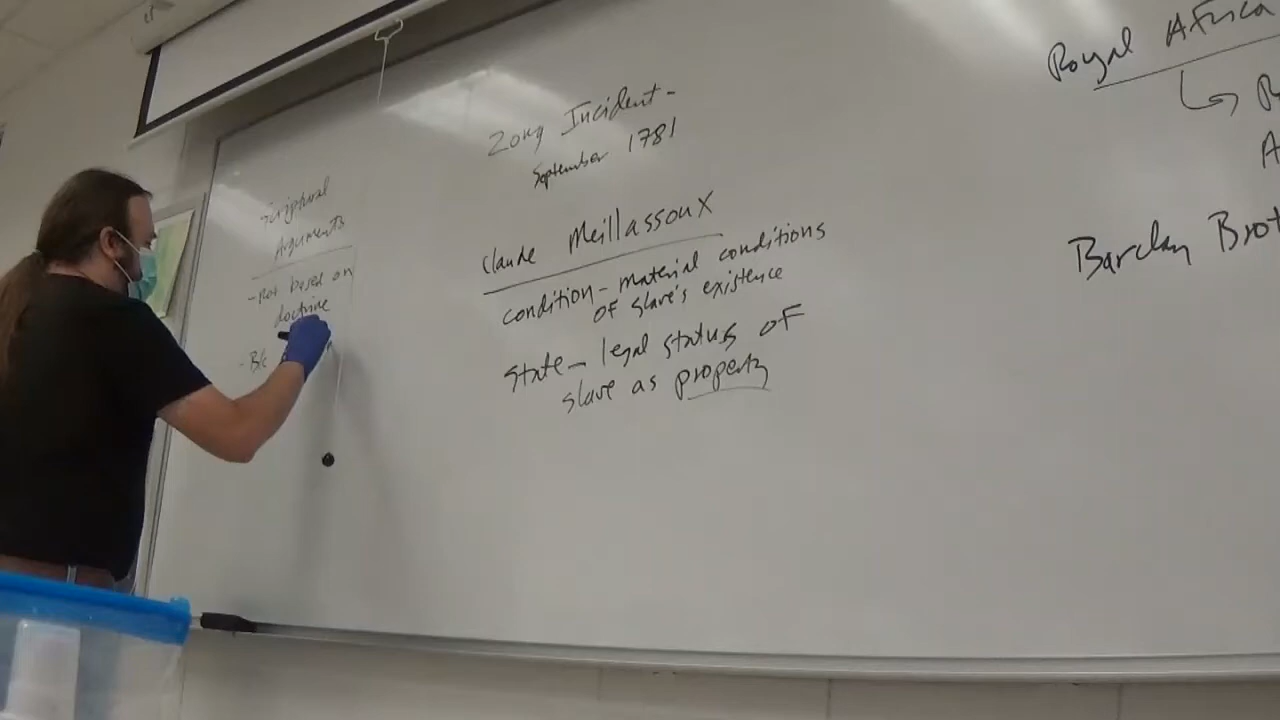 Scriptural
Arguments
- Not based on
doctrine
- B/c
Zong Incident -
September 1781
Claude Meillassoux
condition - material conditions
of slave's existence
State - legal status of
slave as property
Royal Africa
Barclay Brot